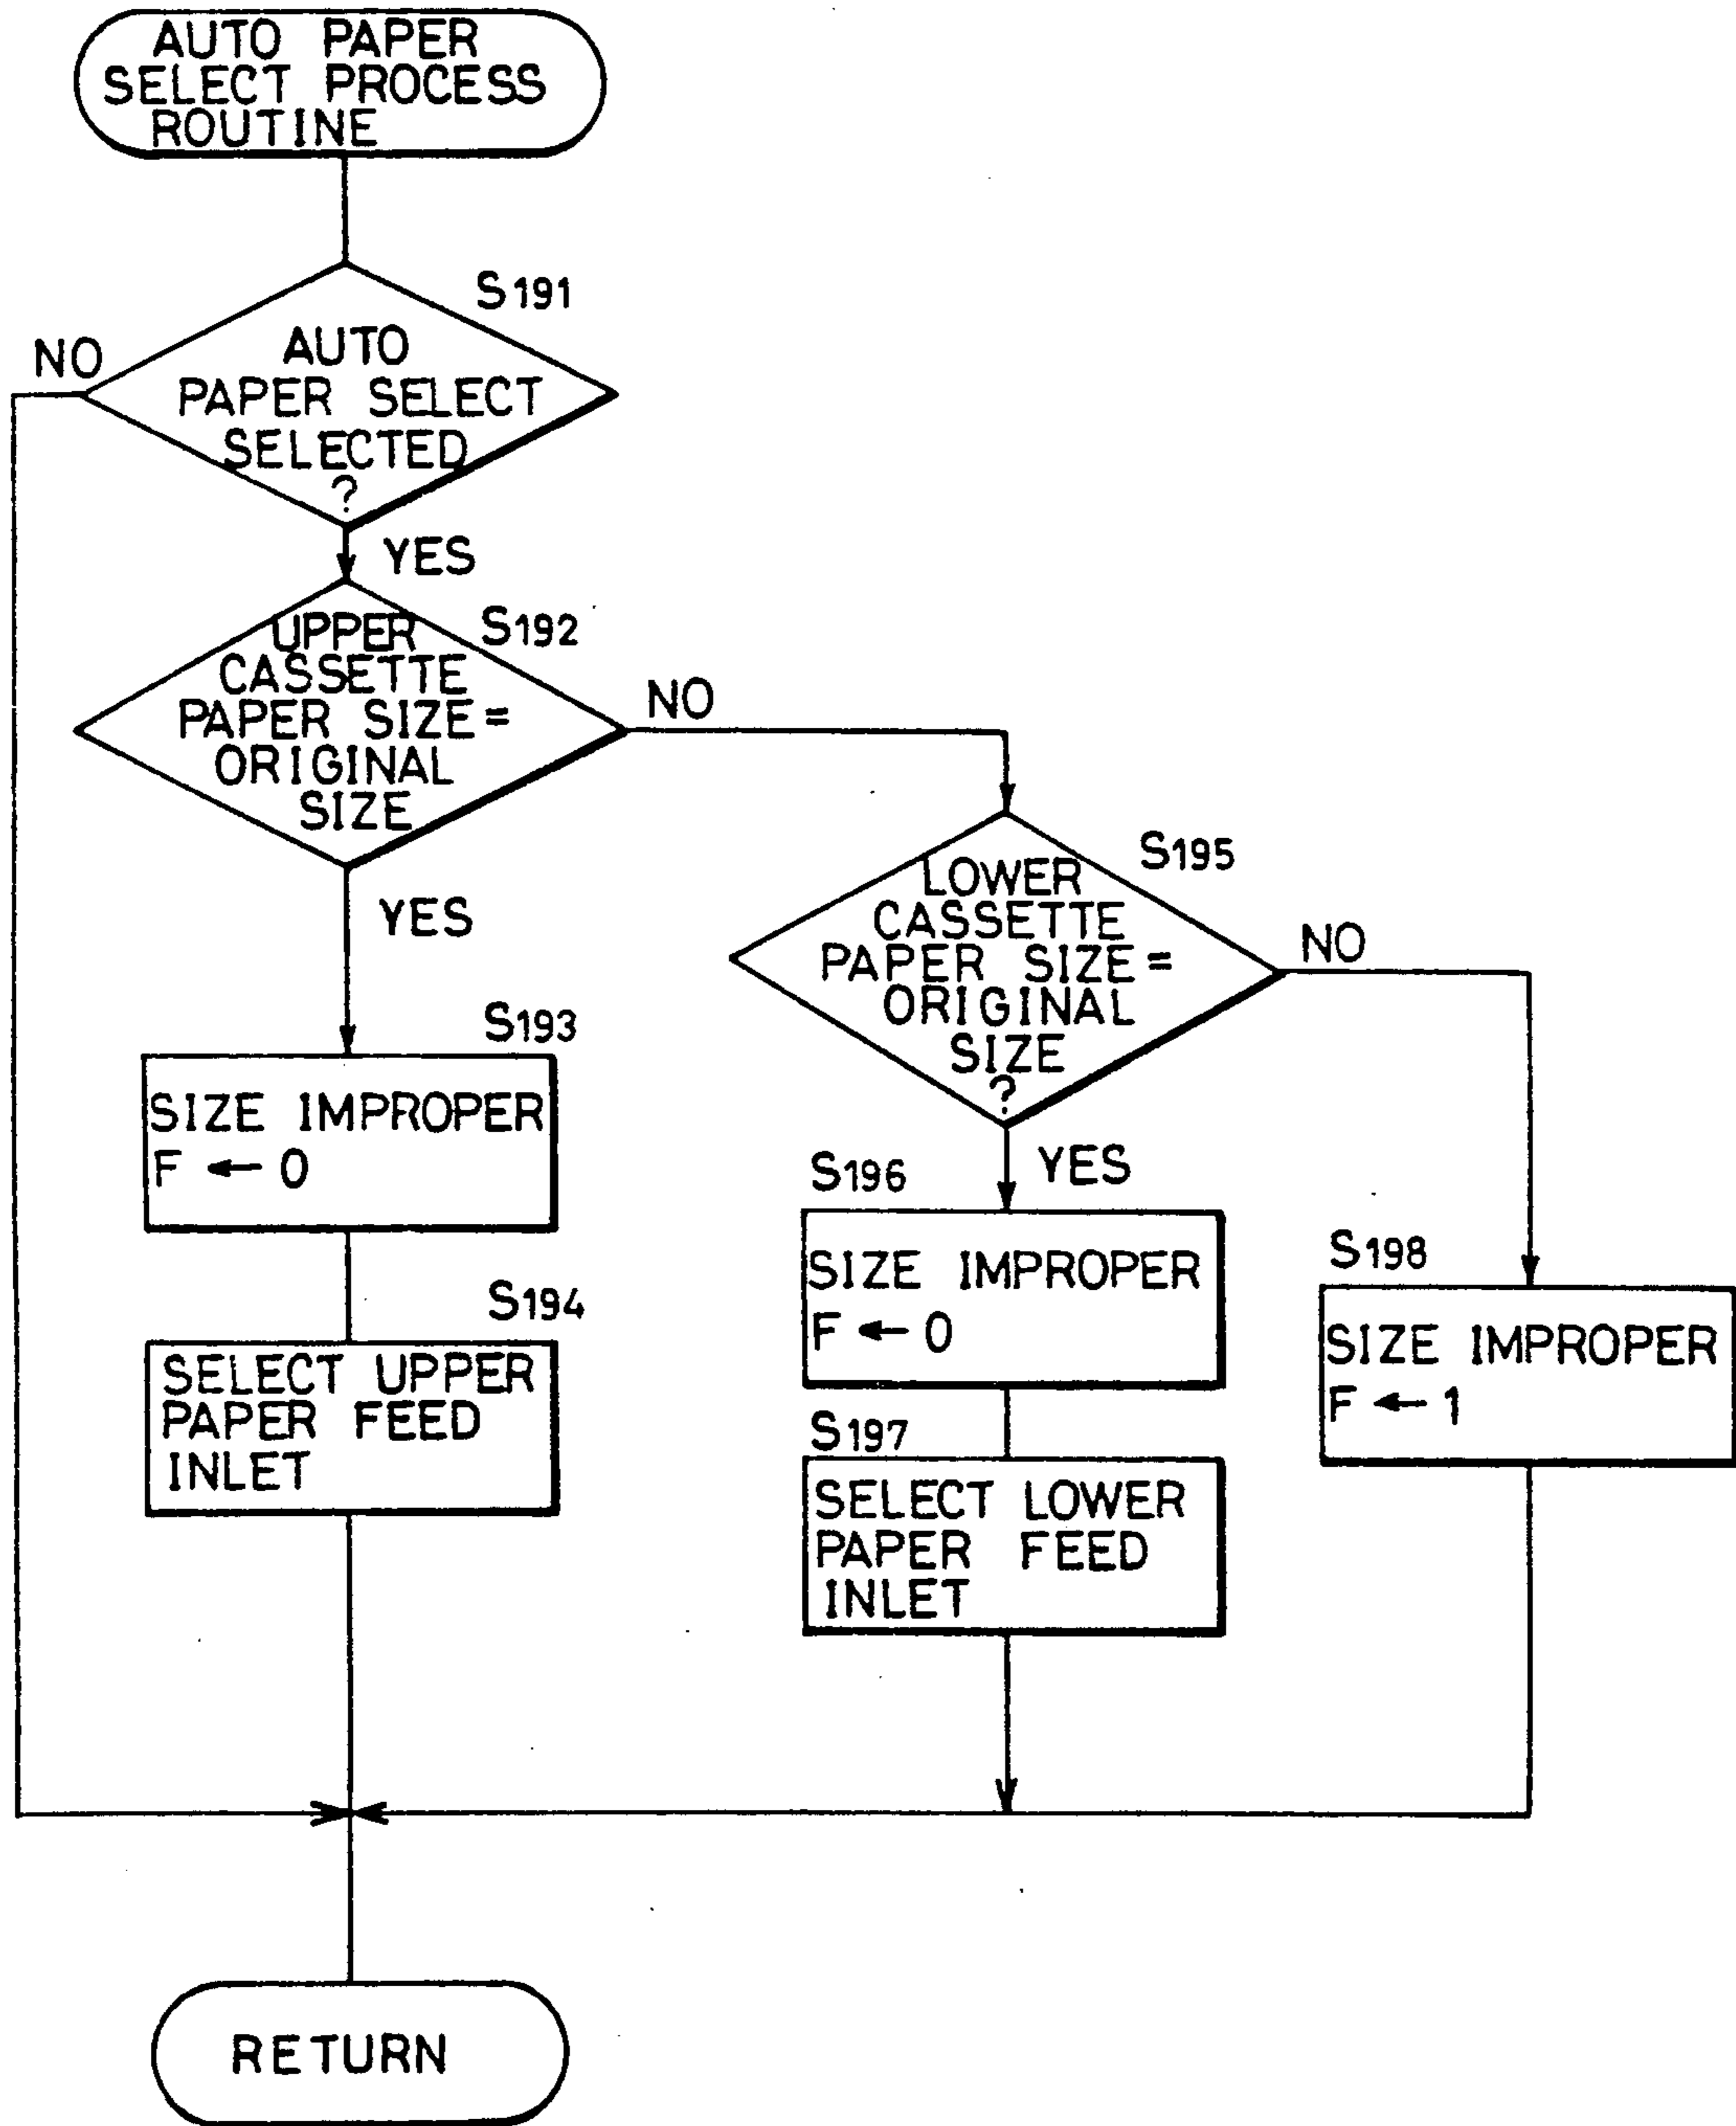 AUTO PAPER
SELECT PROCESS
ROUTINE
S191
NO
AUTO
PAPER SELECT
SELECTED
?
YES
S192
UPPER
CASSETTE
PAPER SIZE=
ORIGINAL
SIZE
NO
YES
S195
LOWER
CASSETTE
PAPER SIZE=
ORIGINAL
SIZE
?
NO
YES
S193
SIZE IMPROPER
F ← 0
S194
SELECT UPPER
PAPER FEED
INLET
S196
SIZE IMPROPER
F ← 0
S197
SELECT LOWER
PAPER FEED
INLET
S198
SIZE IMPROPER
F ← 1
RETURN